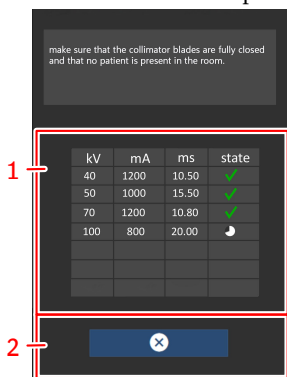 make sure that the collimator blades are fully closed
and that no patient is present in the room.
kV mA ms state
40 1200 10.50
50 1000 15.50
70 1200 10.80
100 800 20.00
1
2